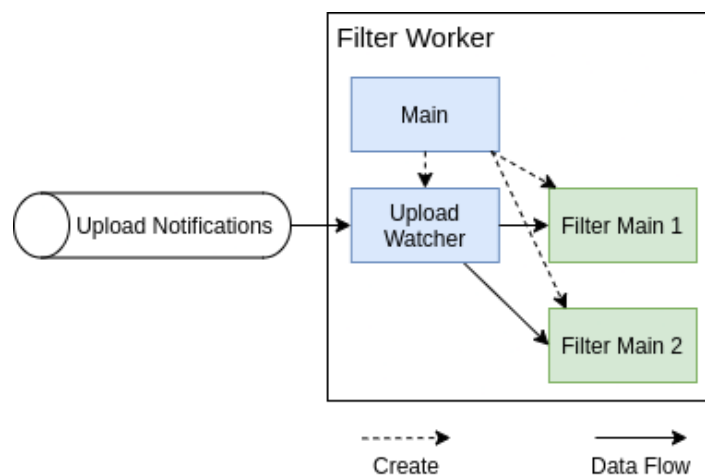 Filter Worker
Main
Upload Notifications
Upload
Watcher
Filter Main 1
Filter Main 2
Create
Data Flow